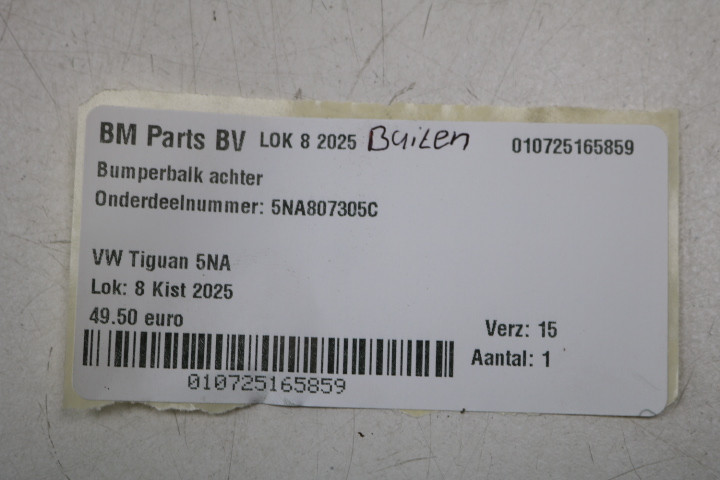 BM Parts BV LOK 8 2025 Buiten 010725165859
Bumperbalk achter
Onderdeelnummer: 5NA807305C
VW Tiguan 5NA
Lok: 8 Kist 2025
49.50 euro
Verz: 15
Aantal: 1
010725165859